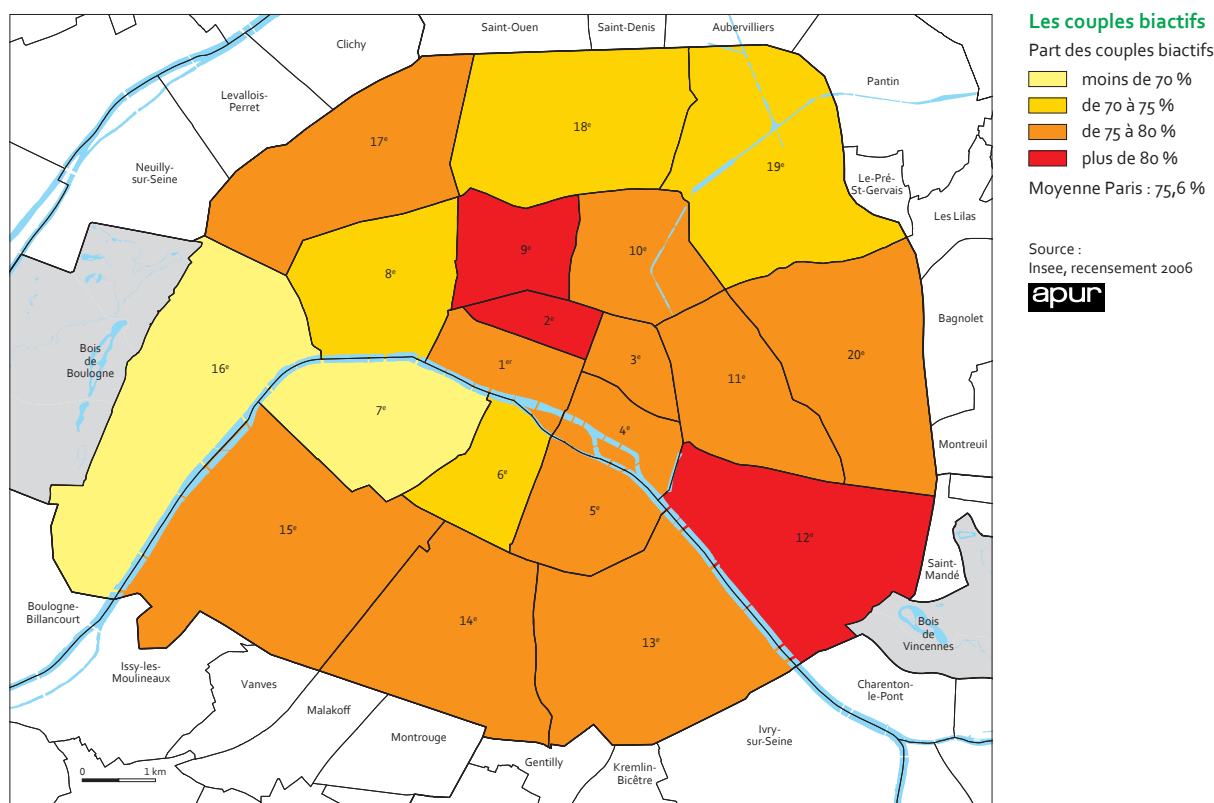 Les couples biactifs
Part des couples biactifs
moins de 70 %
de 70 à 75 %
de 75 à 80 %
plus de 80 %
Moyenne Paris : 75,6 %
Source :
Insee, recensement 2006
apur
Saint-Ouen
Saint-Denis
Aubervilliers
Clichy
Pantin
Levallois-
Perret
17e
18e
19e
Neuilly-
sur-Seine
Le-Pré-
St-Gervais
Les Lilas
9e
10e
8e
2e
Bagnolet
Bois
de
Boulogne
16e
1er
3e
11e
20e
7e
4e
Montreuil
6e
5e
15e
12e
Saint-
Mandé
Boulogne-
Billancourt
14e
13e
Bois
de
Vincennes
Issy-les-
Moulineaux
Vanves
Malakoff
Charenton-
le-Pont
Montrouge
Ivry-
sur-Seine
Gentilly
Kremlin-
Bicêtre
0 1 km